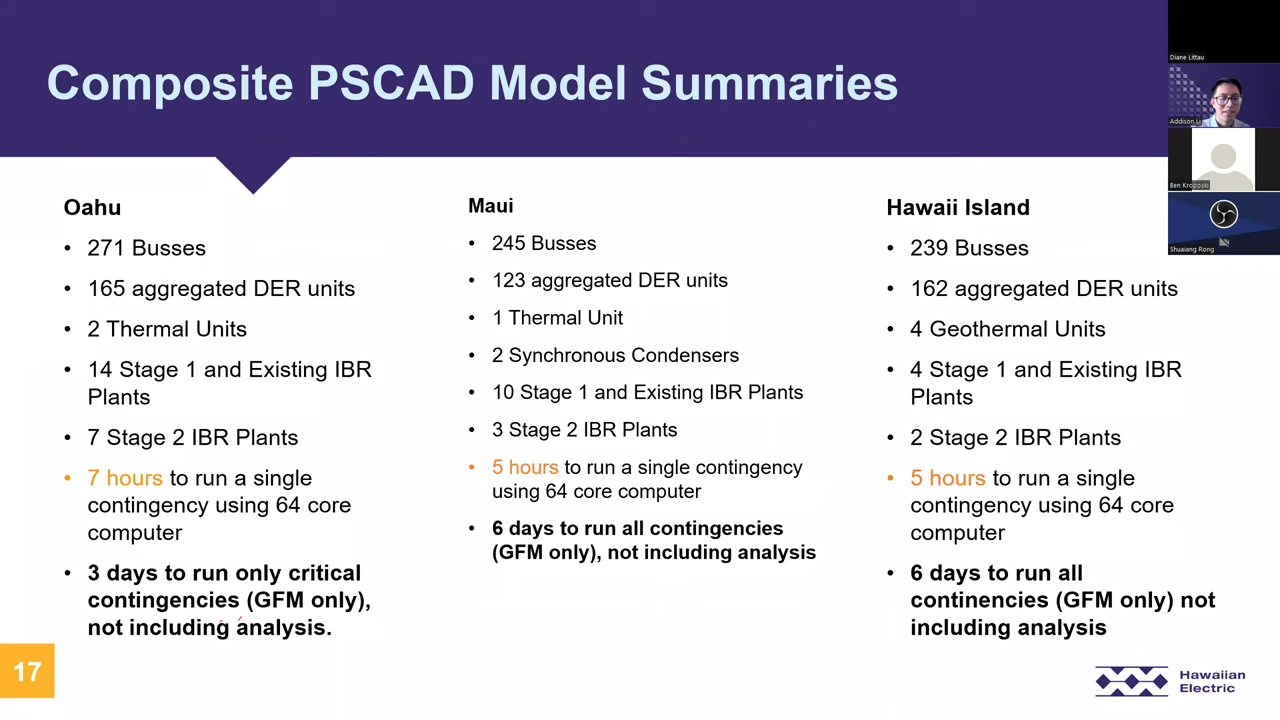 Composite PSCAD Model Summaries
Diane Littau
Addison Li
Ben Kroposki
Shuaiang Rong
Oahu
• 271 Busses
• 165 aggregated DER units
• 2 Thermal Units
• 14 Stage 1 and Existing IBR
Plants
• 7 Stage 2 IBR Plants
• 7 hours to run a single
contingency using 64 core
computer
• 3 days to run only critical
contingencies (GFM only),
not including analysis.
Maui
• 245 Busses
• 123 aggregated DER units
• 1 Thermal Unit
• 2 Synchronous Condensers
• 10 Stage 1 and Existing IBR Plants
• 3 Stage 2 IBR Plants
• 5 hours to run a single contingency
using 64 core computer
• 6 days to run all contingencies
(GFM only), not including analysis
Hawaii Island
• 239 Busses
• 162 aggregated DER units
• 4 Geothermal Units
• 4 Stage 1 and Existing IBR
Plants
• 2 Stage 2 IBR Plants
• 5 hours to run a single
contingency using 64 core
computer
• 6 days to run all
continencies (GFM only) not
including analysis
17
Hawaiian
Electric